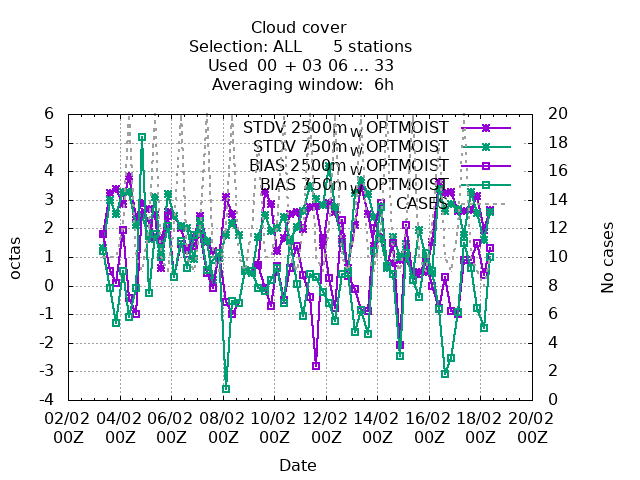 Cloud cover
Selection: ALL 5 stations
Used 00 + 03 06 ... 33
Averaging window: 6h
STDV 2500m_w_OPTMOIST
STDV 750m_w_OPTMOIST
BIAS 2500m_w_OPTMOIST
BIAS 750m_w_OPTMOIST
CASES
6
5
4
3
2
1
0
-1
-2
-3
-4
octas
20
18
16
14
12
10
8
6
4
2
0
No cases
02/02 04/02 06/02 08/02 10/02 12/02 14/02 16/02 18/02 20/02
00Z 00Z 00Z 00Z 00Z 00Z 00Z 00Z 00Z 00Z
Date